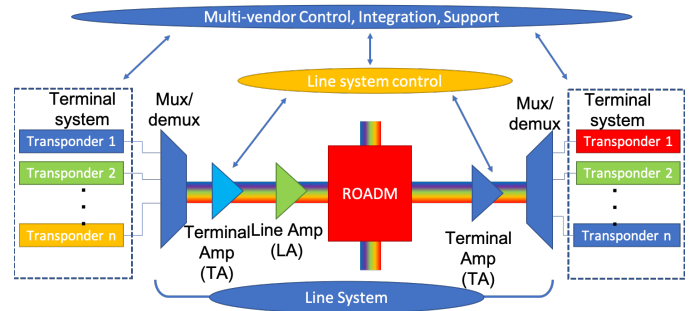 Multi-vendor Control, Integration, Support
Line system control
Terminal
system
Transponder 1
Transponder 2
Transponder n
Mux/
demux
Terminal
Amp
(TA)
Line Amp
(LA)
ROADM
Terminal
Amp
(TA)
Mux/
demux
Terminal
system
Transponder 1
Transponder 2
Transponder n
Line System